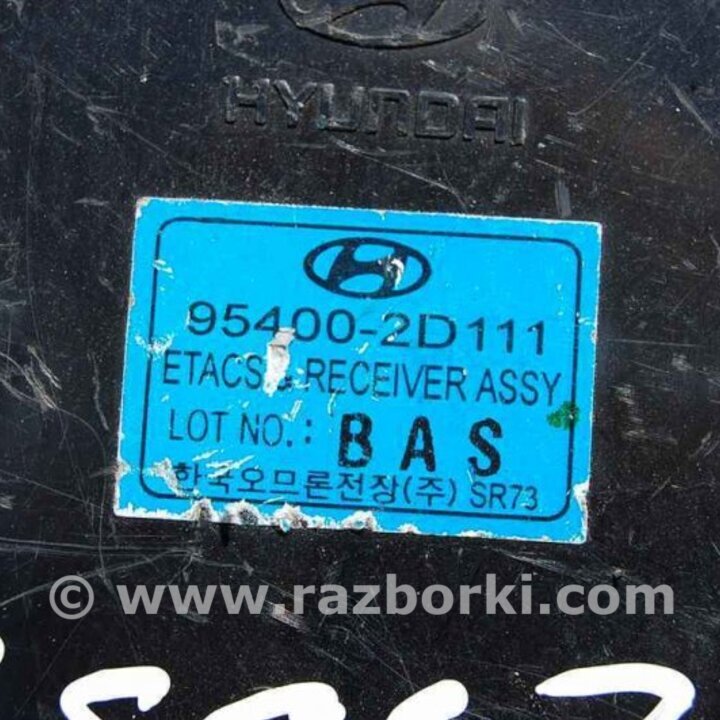 HYUNDAI
95400-2D111
ETACS & RECEIVER ASSY
LOT NO.: BAS
한국오므론전장(주) SR73
© www.razborki.com